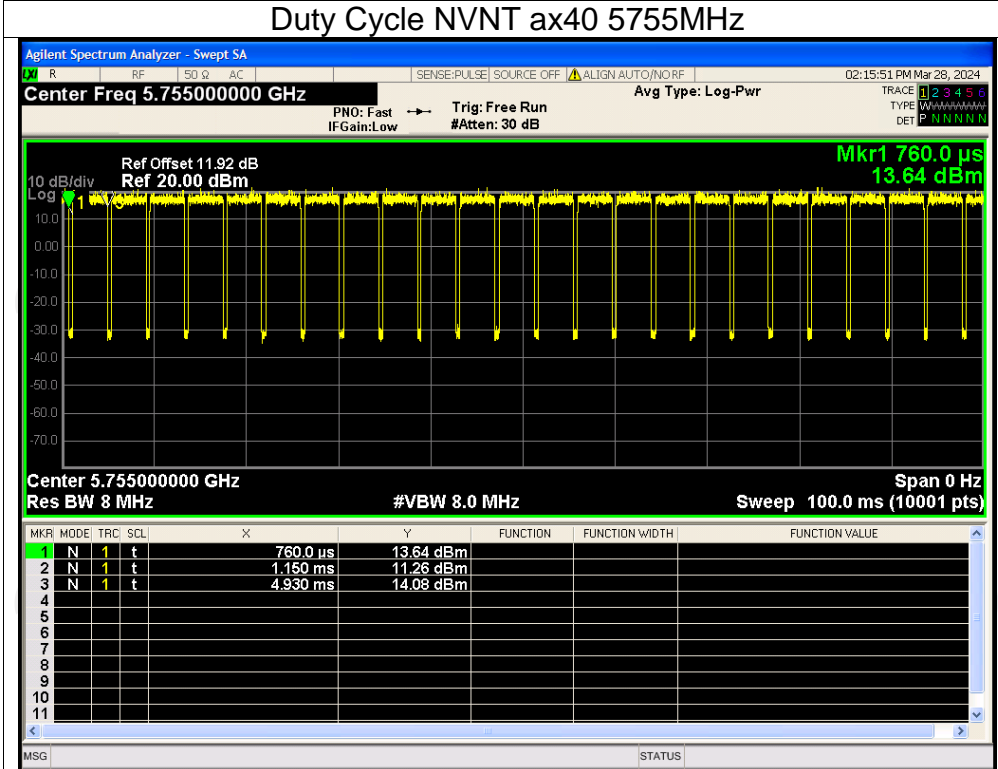 Duty Cycle NVNT ax40 5755MHz
Agilent Spectrum Analyzer - Swept SA
LXI R RF 50 Ω AC SENSE:PULSE SOURCE OFF ALIGN AUTO/NO RF 02:15:51 PM Mar 28, 2024
Center Freq 5.755000000 GHz Avg Type: Log-Pwr TRACE 1 2 3 4 5 6
PNO: Fast Trig: Free Run TYPE WWWWWW
IFGain:Low #Atten: 30 dB DET P N N N N N
Mkr1 760.0 µs
Ref Offset 11.92 dB
10 dB/div Ref 20.00 dBm 13.64 dBm
Log
1 3
10.0
0.00
-10.0
-20.0
-30.0
-40.0
-50.0
-60.0
-70.0
Center 5.755000000 GHz Span 0 Hz
Res BW 8 MHz #VBW 8.0 MHz Sweep 100.0 ms (10001 pts)
MKR MODE TRC SCL X Y FUNCTION FUNCTION WIDTH FUNCTION VALUE
1 N 1 t 760.0 µs 13.64 dBm
2 N 1 t 1.150 ms 11.26 dBm
3 N 1 t 4.930 ms 14.08 dBm
4
5
6
7
8
9
10
11
MSG STATUS